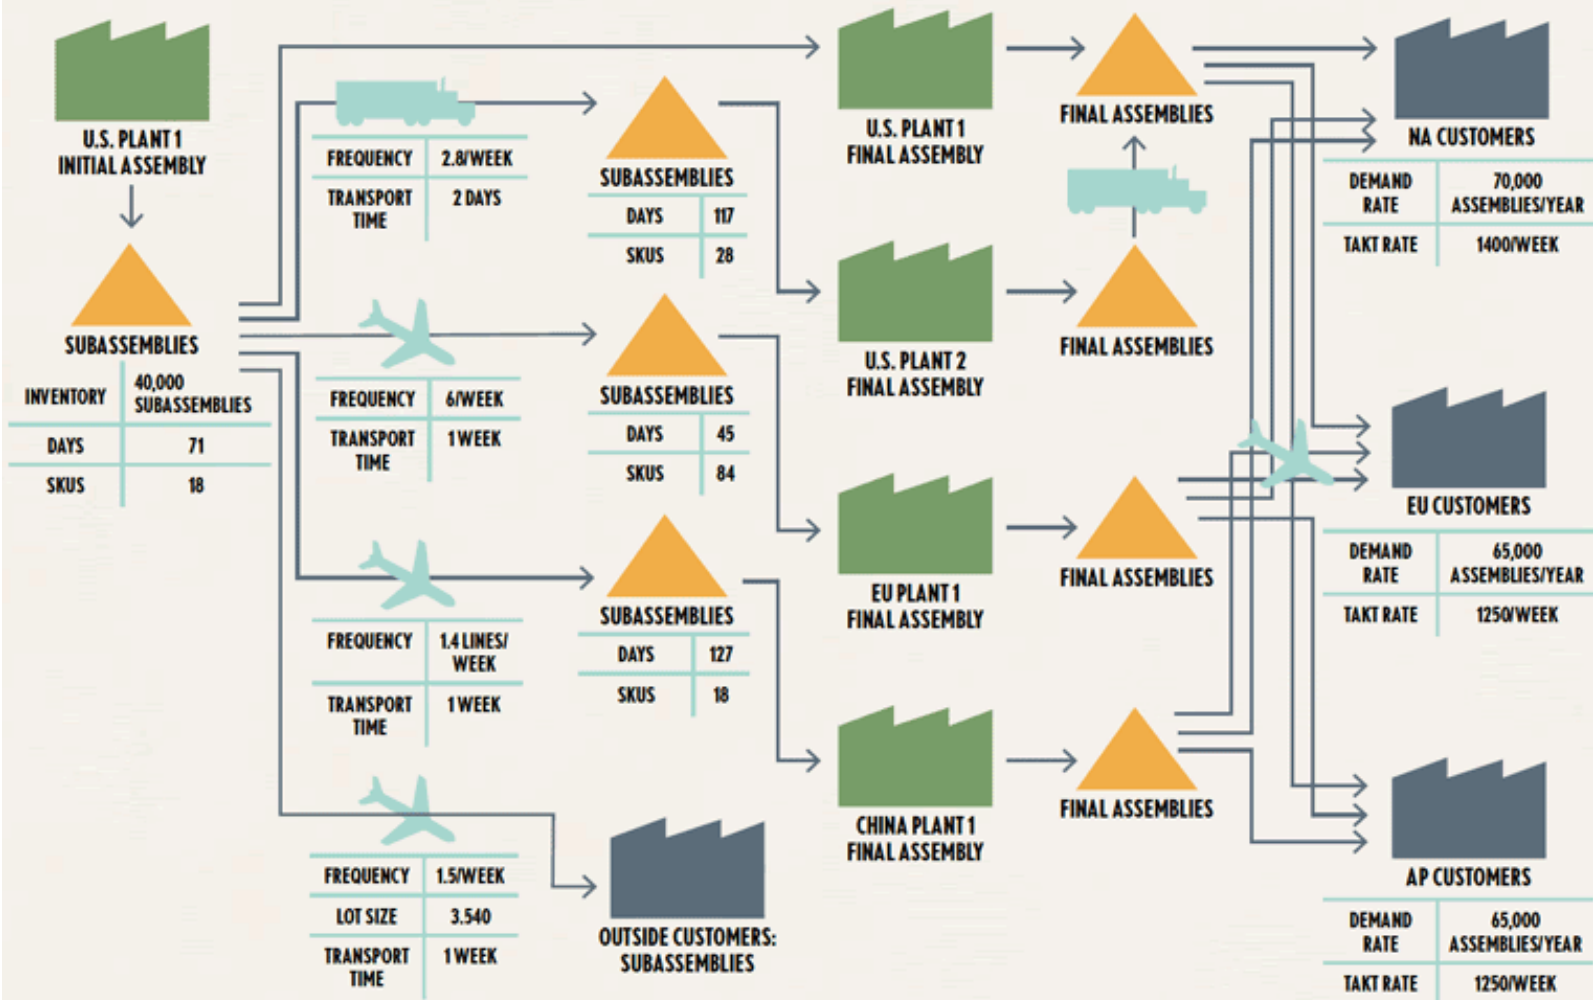 U.S. PLANT 1
INITIAL ASSEMBLY
SUBASSEMBLIES
INVENTORY
40,000
SUBASSEMBLIES
DAYS 71
SKUS 18
FREQUENCY 2.8/WEEK
TRANSPORT
TIME
2 DAYS
FREQUENCY 6/WEEK
TRANSPORT
TIME
1 WEEK
FREQUENCY
1.4 LINES/
WEEK
TRANSPORT
TIME
1 WEEK
FREQUENCY 1.5/WEEK
LOT SIZE 3.540
TRANSPORT
TIME
1 WEEK
SUBASSEMBLIES
DAYS 117
SKUS 28
SUBASSEMBLIES
DAYS 45
SKUS 84
SUBASSEMBLIES
DAYS 127
SKUS 18
OUTSIDE CUSTOMERS:
SUBASSEMBLIES
U.S. PLANT 1
FINAL ASSEMBLY
U.S. PLANT 2
FINAL ASSEMBLY
EU PLANT 1
FINAL ASSEMBLY
CHINA PLANT 1
FINAL ASSEMBLY
FINAL ASSEMBLIES
FINAL ASSEMBLIES
FINAL ASSEMBLIES
FINAL ASSEMBLIES
NA CUSTOMERS
DEMAND
RATE
70,000
ASSEMBLIES/YEAR
TAKT RATE 1400/WEEK
EU CUSTOMERS
DEMAND
RATE
65,000
ASSEMBLIES/YEAR
TAKT RATE 1250/WEEK
AP CUSTOMERS
DEMAND
RATE
65,000
ASSEMBLIES/YEAR
TAKT RATE 1250/WEEK